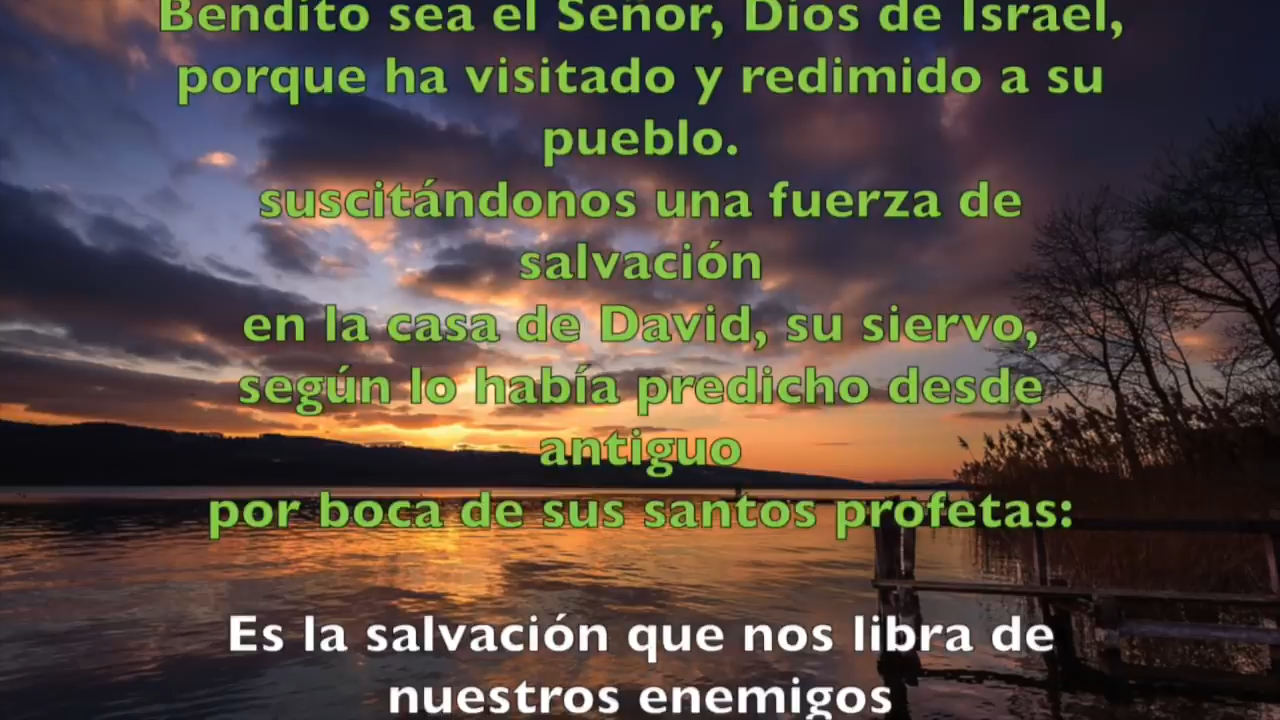 Bendito sea el Señor, Dios de Israel,
porque ha visitado y redimido a su
pueblo.
suscitándonos una fuerza de
salvación
en la casa de David, su siervo,
según lo había predicho desde
antiguo
por boca de sus santos profetas:
Es la salvación que nos libra de
nuestros enemigos